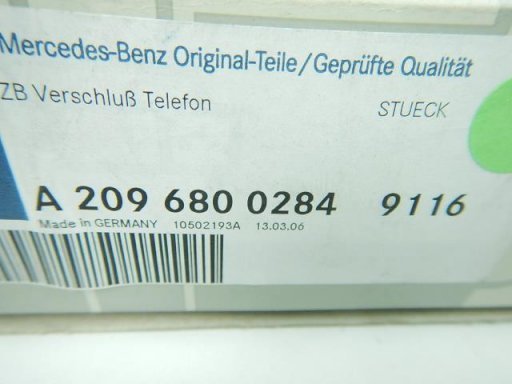 Mercedes-Benz Original-Teile/Geprüfte Qualität
ZB Verschluß Telefon STUECK
A 209 680 0284 9116
Made in GERMANY 10502193A 13.03.06